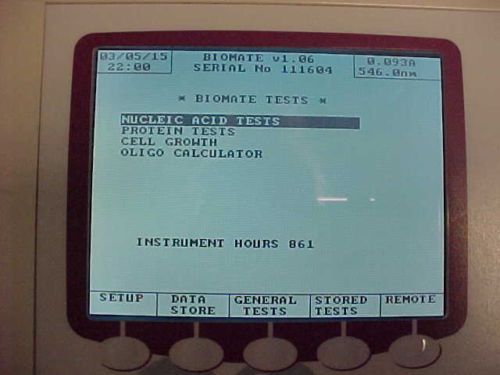 03/05/15 BIOMATE v1.06 0.093A
22:00 SERIAL No 111604 546.0nm
* BIOMATE TESTS *
NUCLEIC ACID TESTS
PROTEIN TESTS
CELL GROWTH
OLIGO CALCULATOR
INSTRUMENT HOURS 861
SETUP DATA GENERAL STORED REMOTE
STORE TESTS TESTS